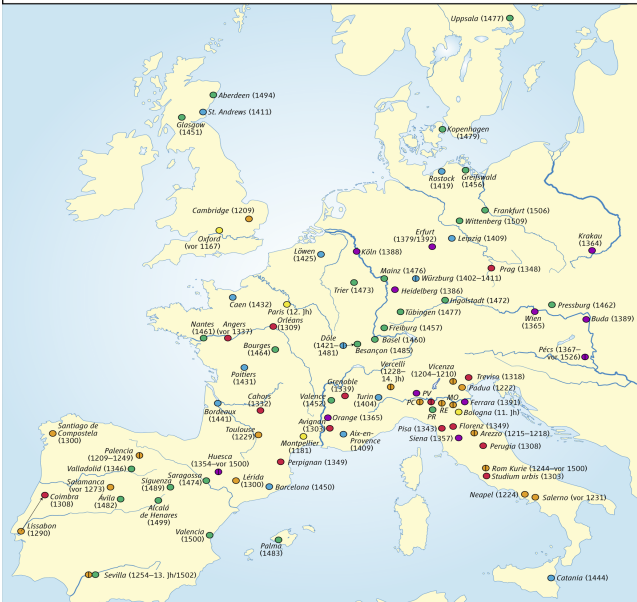 Uppsala (1477)
Aberdeen (1494)
St. Andrews (1411)
Glasgow
(1451)
Kopenhagen
(1479)
Rostock
(1419)
Greifswald
(1456)
Cambridge (1209)
Frankfurt (1506)
Wittenberg (1509)
Oxford
(vor 1167)
Erfurt
(1379/1392)
Leipzig (1409)
Krakau
(1364)
Löwen
(1425)
Köln (1388)
Prag (1348)
Mainz (1476)
Würzburg (1402–1411)
Trier (1473)
Heidelberg (1386)
Caen (1432)
Paris (12. Jh)
Ingolstadt (1472)
Pressburg (1462)
Tübingen (1477)
Wien
(1365)
Buda (1389)
Nantes
(1461)
Angers
(vor 1337)
Orléans
(1309)
Freiburg (1457)
Dôle
(1421–
1481)
Basel (1460)
Besançon (1485)
Bourges
(1464)
Pécs (1367–
vor 1526)
Poitiers
(1431)
Vercelli
(1228–
14. Jh)
Vicenza
(1204–1210)
Treviso (1318)
Padua (1222)
Grenoble
(1339)
Cahors
(1332)
Valence
(1452)
Turin
(1404)
PV
MO
Ferrara (1391)
PC
RE
Bologna (11. Jh)
PR
Bordeaux
(1441)
Orange (1365)
Avignon
(1303)
Pisa (1343)
Florenz (1349)
Santiago de
Compostela
(1300)
Toulouse
(1229)
Aix-en-
Provence
(1409)
Siena (1357)
Arezzo (1215–1218)
Montpellier
(1181)
Perugia (1308)
Palencia
(1209–1249)
Huesca
(1354–vor 1500)
Perpignan (1349)
Valladolid (1346)
Saragossa
(1474)
Rom Kurie (1244–vor 1500)
Studium urbis (1303)
Salamanca
(vor 1273)
Siguenza
(1489)
Lérida
(1300)
Barcelona (1450)
Coimbra
(1308)
Ávila
(1482)
Alcalá
de Henares
(1499)
Neapel (1224)
Salerno (vor 1231)
Lissabon
(1290)
Valencia
(1500)
Palma
(1483)
Sevilla (1254–13. Jh/1502)
Catania (1444)